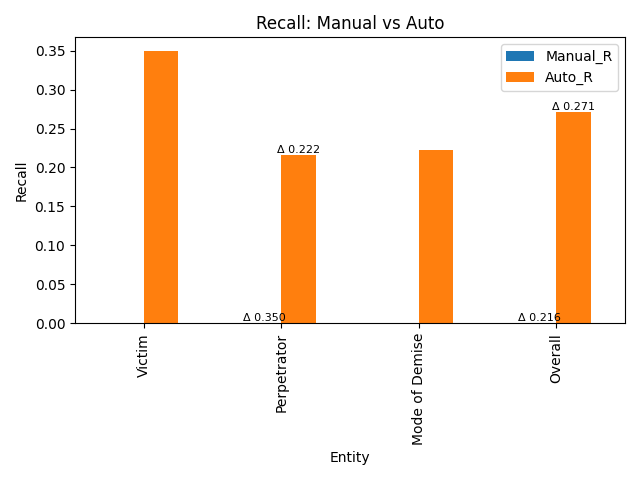 Recall: Manual vs Auto
Manual_R
Auto_R
Recall
0.35
0.30
0.25
0.20
0.15
0.10
0.05
0.00
Δ 0.350
Δ 0.222
Δ 0.216
Δ 0.271
Victim
Perpetrator
Mode of Demise
Overall
Entity